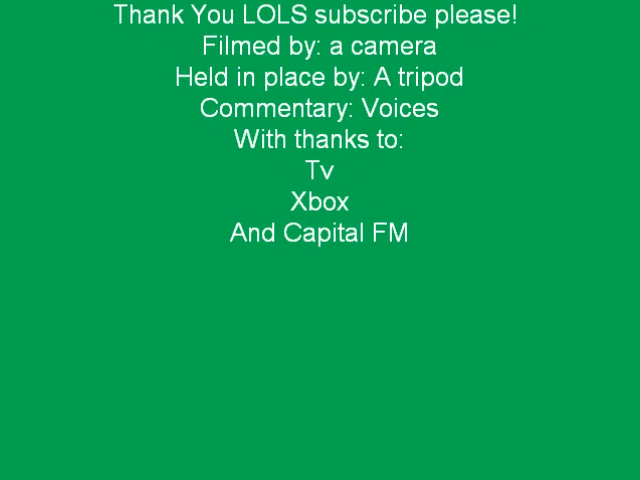 Thank You LOLS subscribe please!
Filmed by: a camera
Held in place by: A tripod
Commentary: Voices
With thanks to:
Tv
Xbox
And Capital FM